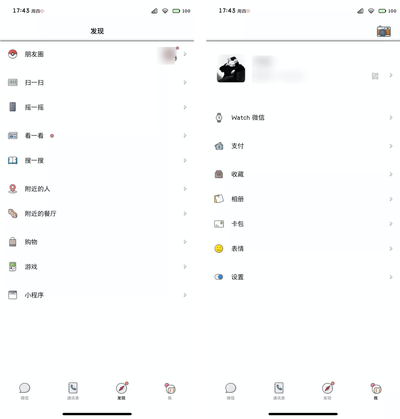 17:43 周四
100
发现
朋友圈
扫一扫
摇一摇
看一看
搜一搜
附近的人
附近的餐厅
购物
游戏
小程序
微信
通讯录
发现
我
17:43 周四
100
Watch 微信
支付
收藏
相册
卡包
表情
设置
微信
通讯录
发现
我